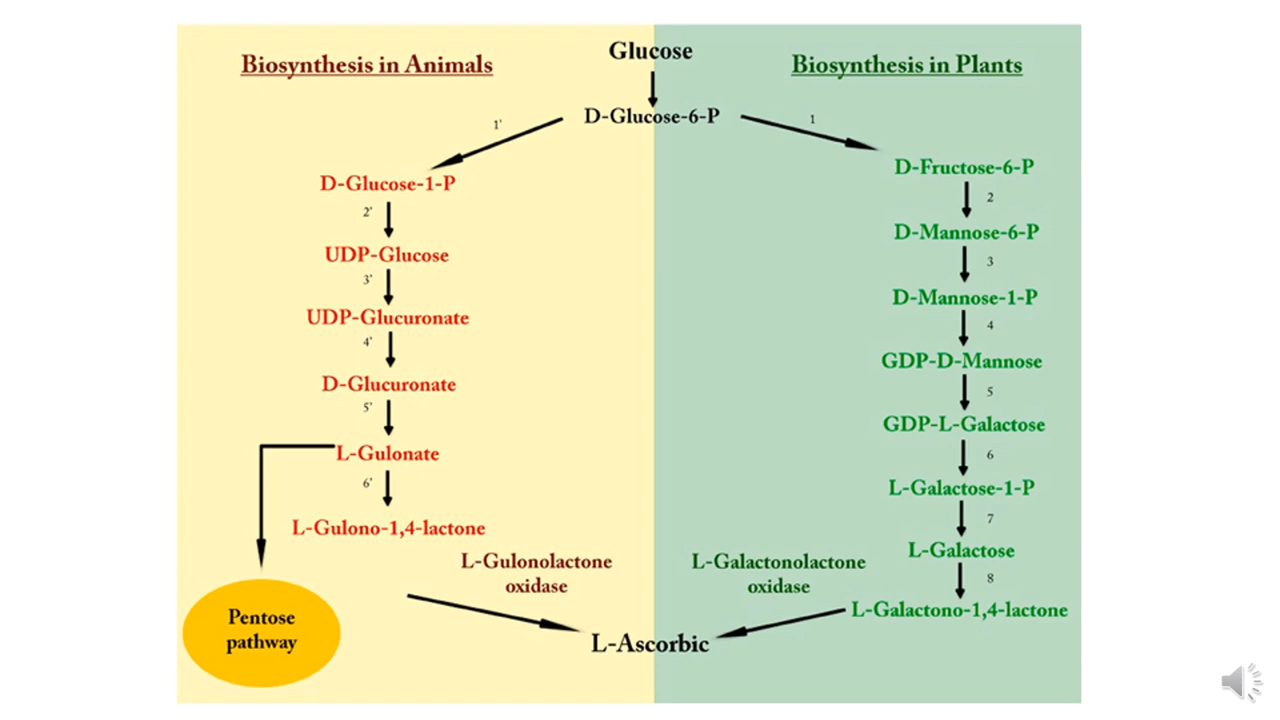 Glucose
Biosynthesis in Animals
Biosynthesis in Plants
D-Glucose-6-P
1'
1
D-Glucose-1-P
2'
UDP-Glucose
3'
UDP-Glucuronate
4'
D-Glucuronate
5'
L-Gulonate
6'
L-Gulono-1,4-lactone
L-Gulonolactone
oxidase
Pentose
pathway
D-Fructose-6-P
2
D-Mannose-6-P
3
D-Mannose-1-P
4
GDP-D-Mannose
5
GDP-L-Galactose
6
L-Galactose-1-P
7
L-Galactose
8
L-Galactono-1,4-lactone
L-Galactonolactone
oxidase
L-Ascorbic